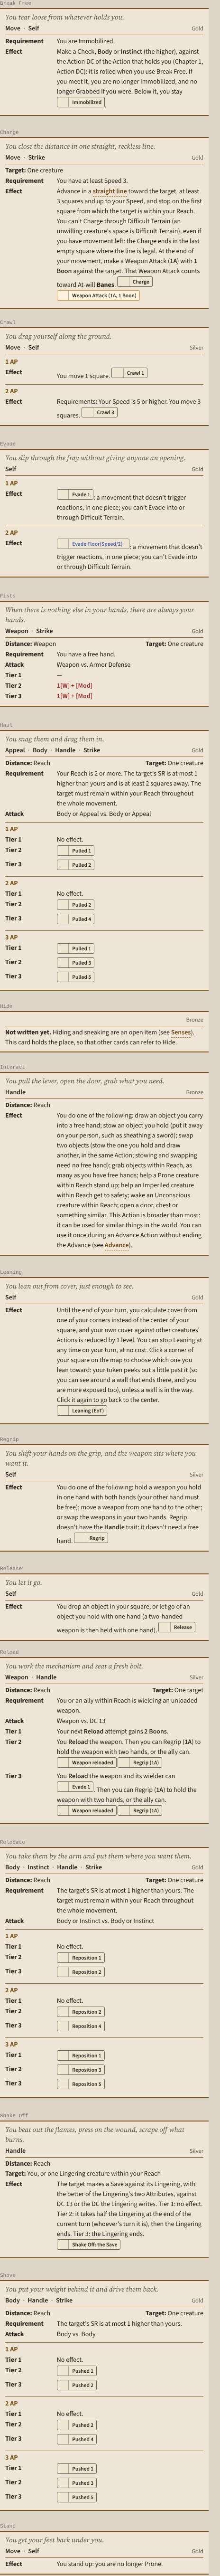 Break Free
You tear loose from whatever holds you.
Move · Self Gold
Requirement You are Immobilized.
Effect Make a Check, Body or Instinct (the higher), against
the Action DC of the Action that holds you (Chapter 1,
Action DC); it is rolled when you use Break Free. If
you meet it, you are no longer Immobilized, and no
longer Grabbed if you were. Below it, you stay
Immobilized
Charge
You close the distance in one straight, reckless line.
Move · Strike Gold
Target: One creature
Requirement You have at least Speed 3.
Effect Advance in a straight line toward the target, at least
3 squares and up to your Speed, and stop on the first
square from which the target is within your Reach.
You can't Charge through Difficult Terrain (an
unwilling creature's space is Difficult Terrain), even if
you have movement left: the Charge ends in the last
empty square where the line is legal. At the end of
your movement, make a Weapon Attack (1A) with 1
Boon against the target. That Weapon Attack counts
toward At-will Banes. Charge
Weapon Attack (1A, 1 Boon)
Crawl
You drag yourself along the ground.
Move · Self Silver
1 AP
Effect You move 1 square. Crawl 1
2 AP
Effect Requirements: Your Speed is 5 or higher. You move 3
squares. Crawl 3
Evade
You slip through the fray without giving anyone an opening.
Self Gold
1 AP
Effect Evade 1, a movement that doesn't trigger
reactions, in one piece; you can't Evade into or
through Difficult Terrain.
2 AP
Effect Evade Floor(Speed/2): a movement that doesn't
trigger reactions, in one piece; you can't Evade into
or through Difficult Terrain.
Fists
When there is nothing else in your hands, there are always your
hands.
Weapon · Strike Gold
Distance: Weapon Target: One creature
Requirement You have a free hand.
Attack Weapon vs. Armor Defense
Tier 1 —
Tier 2 1[W] + [Mod]
Tier 3 1[W] + [Mod]
Haul
You snag them and drag them in.
Appeal · Body · Handle · Strike Gold
Distance: Reach Target: One creature
Requirement Your Reach is 2 or more. The target's SR is at most 1
higher than yours and is at least 2 squares away. The
target must remain within your Reach throughout
the whole movement.
Attack Body or Appeal vs. Body or Appeal
1 AP
Tier 1 No effect.
Tier 2 Pulled 1
Tier 3 Pulled 2
2 AP
Tier 1 No effect.
Tier 2 Pulled 2
Tier 3 Pulled 4
3 AP
Tier 1 Pulled 1
Tier 2 Pulled 3
Tier 3 Pulled 5
Hide
Bronze
Not written yet. Hiding and sneaking are an open item (see Senses).
This card holds the place, so that other cards can refer to Hide.
Interact
You pull the lever, open the door, grab what you need.
Handle Bronze
Distance: Reach
Effect You do one of the following: draw an object you carry
into a free hand; stow an object you hold (put it away
on your person, such as sheathing a sword); swap
two objects (stow the one you hold and draw
another, in the same Action; stowing and swapping
need no free hand); grab objects within Reach, as
many as you have free hands; help a Prone creature
within Reach stand up; help an Imperiled creature
within Reach get to safety; wake an Unconscious
creature within Reach; open a door, chest or
something similar. This Action is broader than most:
it can be used for similar things in the world. You can
use it once during an Advance Action without ending
the Advance (see Advance).
Leaning
You lean out from cover, just enough to see.
Self Gold
Effect Until the end of your turn, you calculate cover from
one of your corners instead of the center of your
square, and your own cover against other creatures'
Actions is reduced by 1 level. You can stop Leaning at
any time on your turn, at no cost. Click a corner of
your square on the map to choose which one you
lean toward: your token peeks out a little past it (so
you can see around a wall that ends there, and you
are more exposed too), unless a wall is in the way.
Click it again to go back to the center.
Leaning (EoT)
Regrip
You shift your hands on the grip, and the weapon sits where you
want it.
Self Silver
Effect You do one of the following: hold a weapon you hold
in one hand with both hands (your other hand must
be free); move a weapon from one hand to the other;
or swap the weapons in your two hands. Regrip
doesn't have the Handle trait: it doesn't need a free
hand. Regrip
Release
You let it go.
Self Gold
Effect You drop an object in your square, or let go of an
object you hold with one hand (a two-handed
weapon is then held with one hand). Release
Reload
You work the mechanism and seat a fresh bolt.
Weapon · Handle Silver
Distance: Reach Target: One target
Requirement You or an ally within Reach is wielding an unloaded
weapon.
Attack Weapon vs. DC 13
Tier 1 Your next Reload attempt gains 2 Boons.
Tier 2 You Reload the weapon. Then you can Regrip (1A) to
hold the weapon with two hands, or the ally can.
Weapon reloaded Regrip (1A)
Tier 3 You Reload the weapon and its wielder can
Evade 1. Then you can Regrip (1A) to hold the
weapon with two hands, or the ally can.
Weapon reloaded Regrip (1A)
Relocate
You take them by the arm and put them where you want them.
Body · Instinct · Handle · Strike Gold
Distance: Reach Target: One creature
Requirement The target's SR is at most 1 higher than yours. The
target must remain within your Reach throughout
the whole movement.
Attack Body or Instinct vs. Body or Instinct
1 AP
Tier 1 No effect.
Tier 2 Reposition 1
Tier 3 Reposition 2
2 AP
Tier 1 No effect.
Tier 2 Reposition 2
Tier 3 Reposition 4
3 AP
Tier 1 Reposition 1
Tier 2 Reposition 3
Tier 3 Reposition 5
Shake Off
You beat out the flames, press on the wound, scrape off what
burns.
Handle Silver
Distance: Reach
Target: You, or one Lingering creature within your Reach
Effect The target makes a Save against its Lingering, with
the better of the Lingering's two Attributes, against
DC 13 or the DC the Lingering writes. Tier 1: no effect.
Tier 2: it takes half the Lingering at the end of the
current turn (whoever's turn it is), then the Lingering
ends. Tier 3: the Lingering ends.
Shake Off: the Save
Shove
You put your weight behind it and drive them back.
Body · Handle · Strike Gold
Distance: Reach Target: One creature
Requirement The target's SR is at most 1 higher than yours.
Attack Body vs. Body
1 AP
Tier 1 No effect.
Tier 2 Pushed 1
Tier 3 Pushed 2
2 AP
Tier 1 No effect.
Tier 2 Pushed 2
Tier 3 Pushed 4
3 AP
Tier 1 Pushed 1
Tier 2 Pushed 3
Tier 3 Pushed 5
Stand
You get your feet back under you.
Move · Self Gold
Effect You stand up: you are no longer Prone.